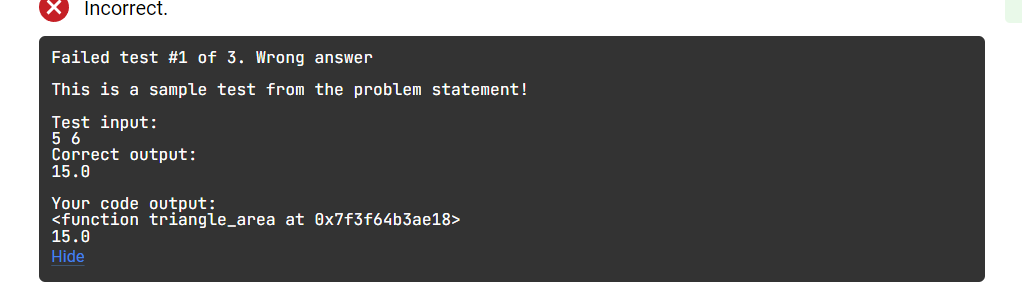 Incorrect.
Failed test #1 of 3. Wrong answer
This is a sample test from the problem statement!
Test input:
5 6
Correct output:
15.0
Your code output:
<function triangle_area at 0x7f3f64b3ae18>
15.0
Hide